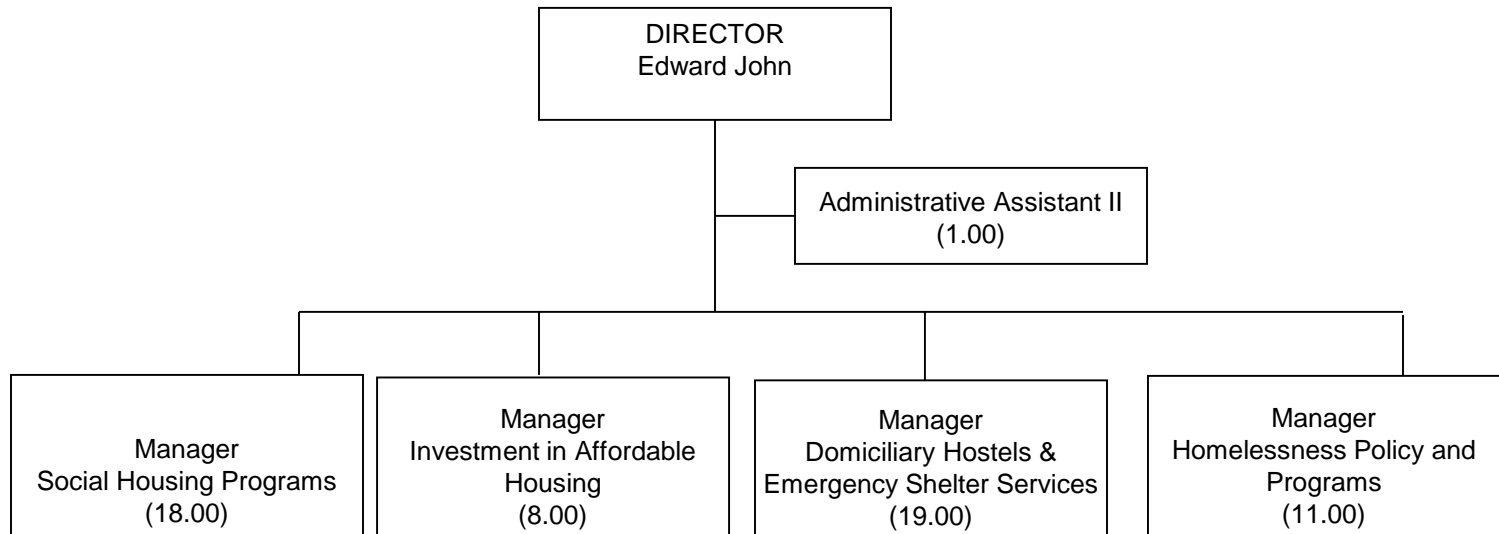 DIRECTOR
Edward John
Administrative Assistant II
(1.00)
Manager
Social Housing Programs
(18.00)
Manager
Investment in Affordable
Housing
(8.00)
Manager
Domiciliary Hostels &
Emergency Shelter Services
(19.00)
Manager
Homelessness Policy and
Programs
(11.00)